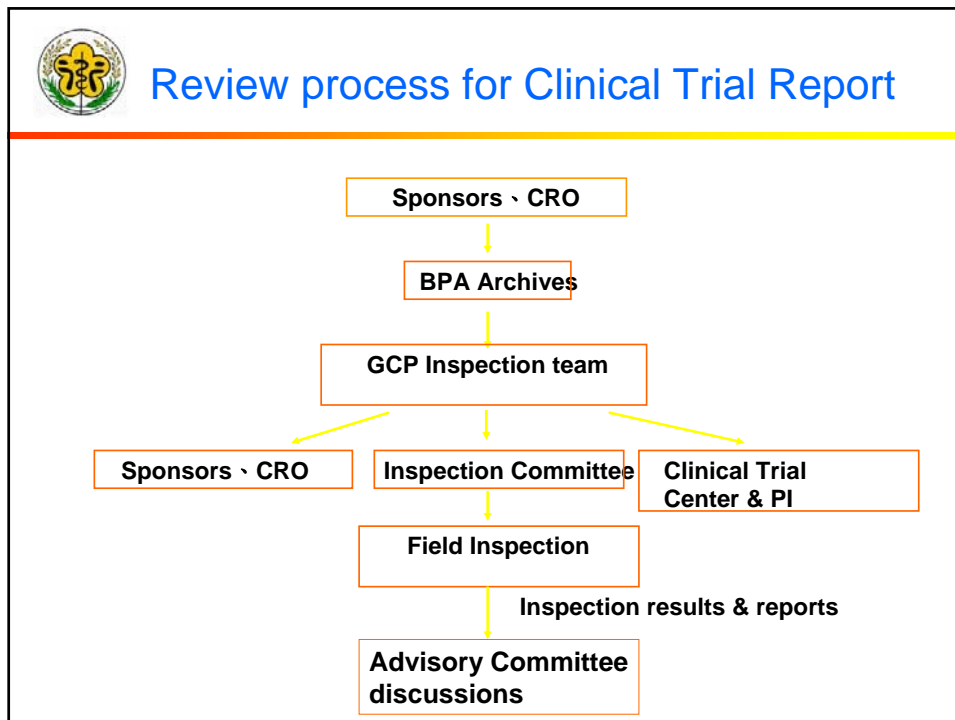 Review process for Clinical Trial Report
Sponsors、CRO
BPA Archives
GCP Inspection team
Sponsors、CRO
Inspection Committee
Clinical Trial
Center & PI
Field Inspection
Inspection results & reports
Advisory Committee
discussions